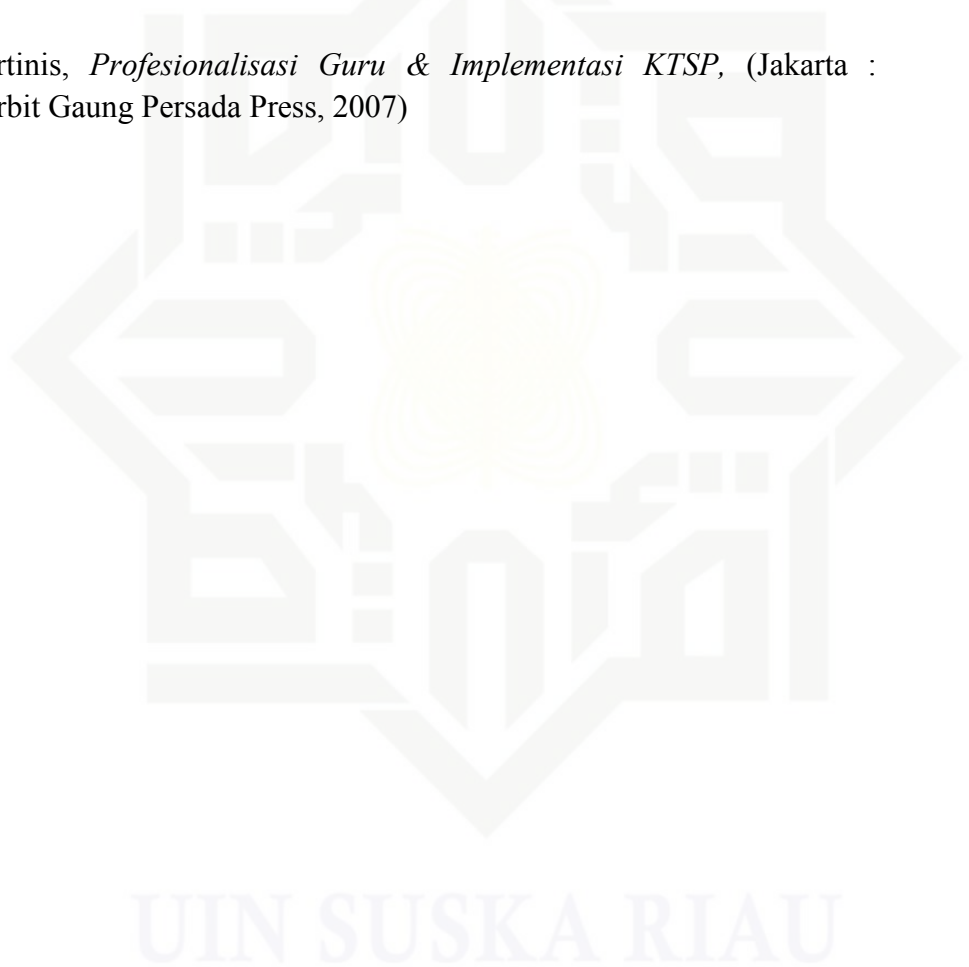 rtinis, Profesionalisasi Guru & Implementasi KTSP, (Jakarta :
rbit Gaung Persada Press, 2007)
UIN SUSKA RIAU